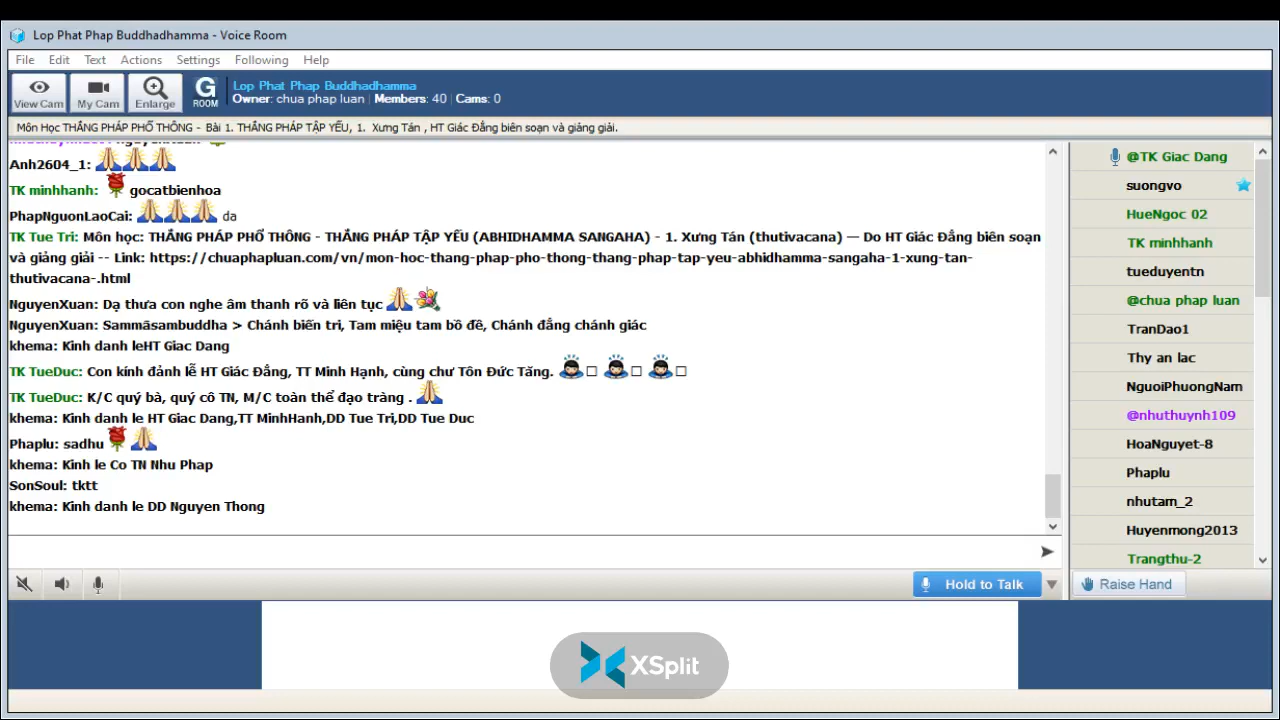 Lop Phat Phap Buddhadhamma - Voice Room
File Edit Text Actions Settings Following Help
View Cam My Cam Enlarge G ROOM
Lop Phat Phap Buddhadhamma
Owner: chua phap luan | Members: 40 | Cams: 0
Môn Học THẮNG PHÁP PHỔ THÔNG - Bài 1. THẮNG PHÁP TẬP YẾU, 1. Xưng Tán , HT Giác Đẳng biên soạn và giảng giải.
Anh2604_1:
TK minhhanh: gocatbienhoa
PhapNguonLaoCai: da
TK Tue Tri: Môn học: THẮNG PHÁP PHỔ THÔNG - THẮNG PHÁP TẬP YẾU (ABHIDHAMMA SANGAHA) - 1. Xưng Tán (thutivacana) — Do HT Giác Đẳng biên soạn
và giảng giải -- Link: https://chuaphapluan.com/vn/mon-hoc-thang-phap-pho-thong-thang-phap-tap-yeu-abhidhamma-sangaha-1-xung-tan-
thutivacana-.html
NguyenXuan: Dạ thưa con nghe âm thanh rõ và liên tục
NguyenXuan: Sammāsambuddha > Chánh biến tri, Tam miệu tam bồ đề, Chánh đẳng chánh giác
khema: Kinh danh leHT Giac Dang
TK TueDuc: Con kính đảnh lễ HT Giác Đẳng, TT Minh Hạnh, cùng chư Tôn Đức Tăng.
TK TueDuc: K/C quý bà, quý cô TN, M/C toàn thể đạo tràng .
khema: Kinh danh le HT Giac Dang,TT MinhHanh,DD Tue Tri,DD Tue Duc
Phaplu: sadhu
khema: Kinh le Co TN Nhu Phap
SonSoul: tktt
khema: Kinh danh le DD Nguyen Thong
@TK Giac Dang
suongvo
HueNgoc 02
TK minhhanh
tueduyentn
@chua phap luan
TranDao1
Thy an lac
NguoiPhuongNam
@nhuthuynh109
HoaNguyet-8
Phaplu
nhutam_2
Huyenmong2013
Trangthu-2
Hold to Talk
Raise Hand
XSplit